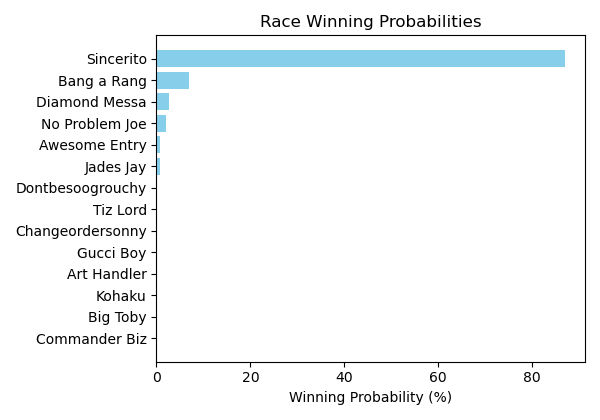 Race Winning Probabilities
Sincerito
Bang a Rang
Diamond Messa
No Problem Joe
Awesome Entry
Jades Jay
Dontbesoogrouchy
Tiz Lord
Changeordersonny
Gucci Boy
Art Handler
Kohaku
Big Toby
Commander Biz
0 20 40 60 80
Winning Probability (%)